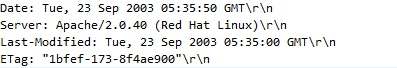 Date: Tue, 23 Sep 2003 05:35:50 GMT\r\n
Server: Apache/2.0.40 (Red Hat Linux)\r\n
Last-Modified: Tue, 23 Sep 2003 05:35:00 GMT\r\n
ETag: "1bfef-173-8f4ae900"\r\n